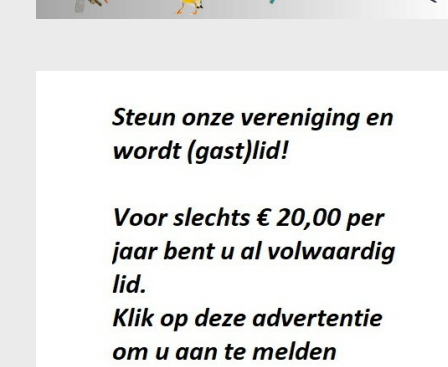 Steun onze vereniging en
wordt (gast)lid!
Voor slechts € 20,00 per
jaar bent u al volwaardig
lid.
Klik op deze advertentie
om u aan te melden